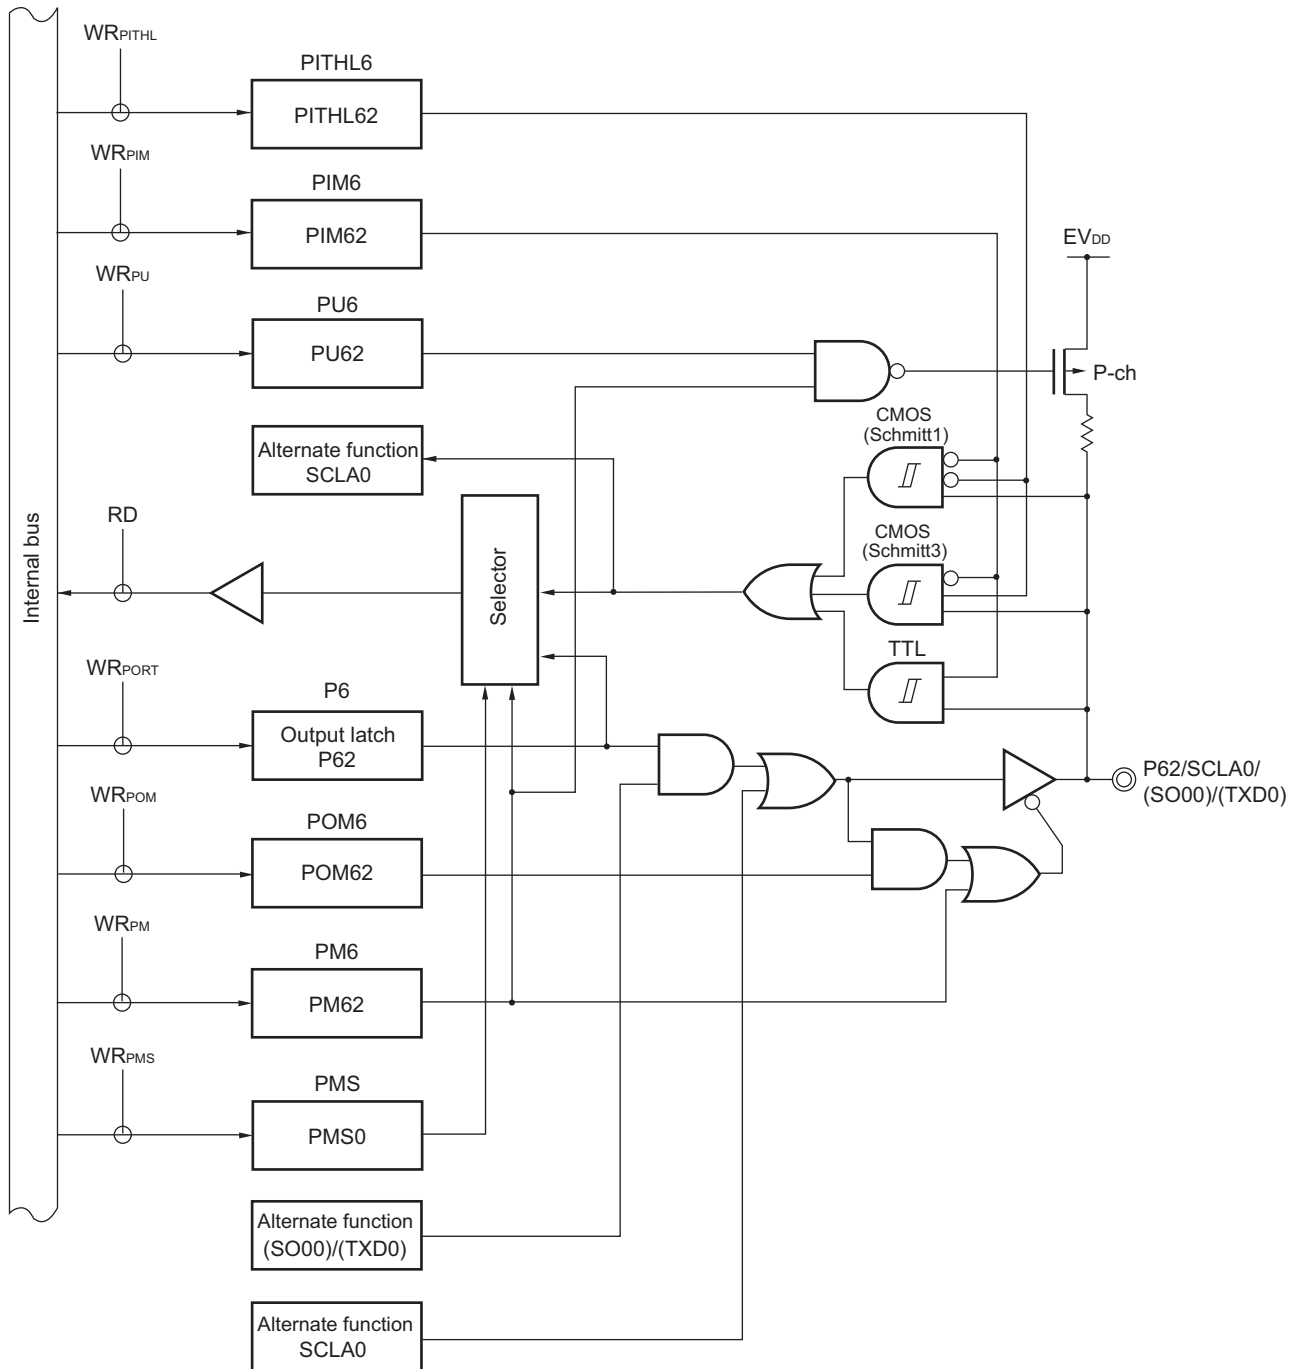 WRPITHL
PITHL6
PITHL62
WRPIM
PIM6
PIM62
EVDD
WRPU
PU6
PU62
P-ch
CMOS
(Schmitt1)
Alternate function
SCLA0
RD
Internal bus
Selector
CMOS
(Schmitt3)
TTL
WRPORT
P6
Output latch
P62
P62/SCLA0/
(SO00)/(TXD0)
WRPOM
POM6
POM62
WRPM
PM6
PM62
WRPMS
PMS
PMS0
Alternate function
(SO00)/(TXD0)
Alternate function
SCLA0